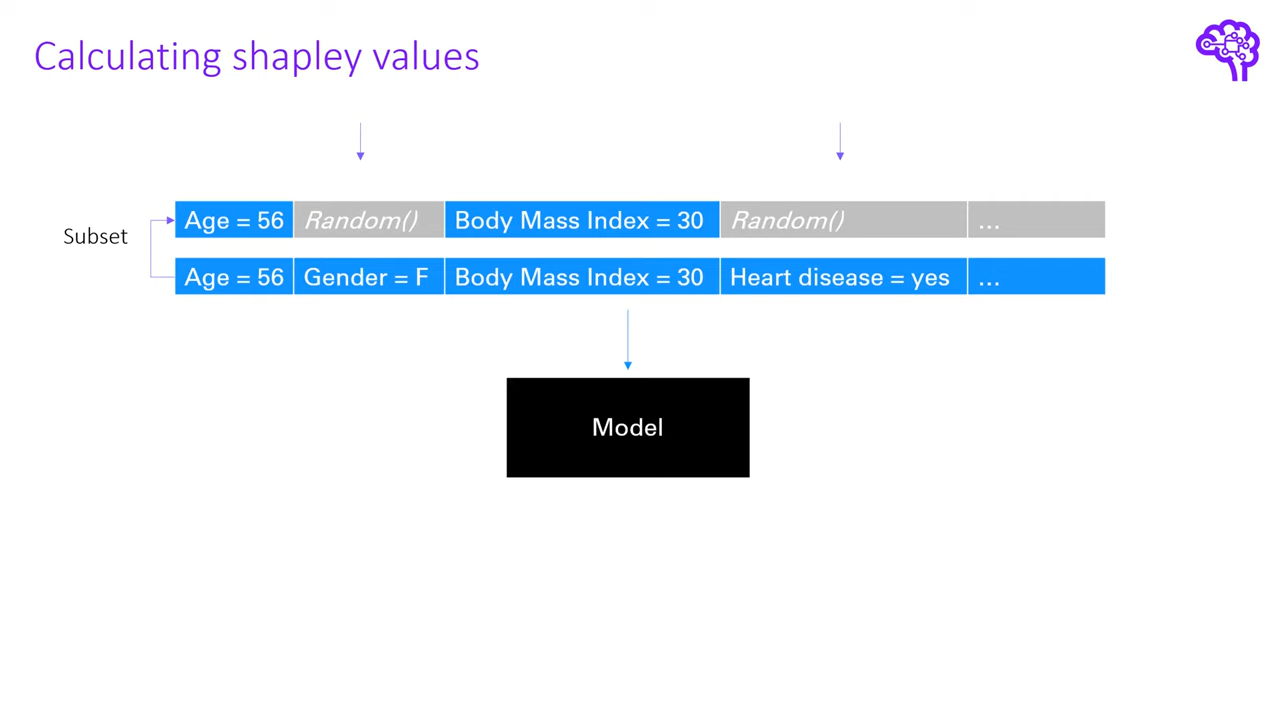 Calculating shapley values
Age = 56 Random() Body Mass Index = 30 Random() ...
Subset
Age = 56 Gender = F Body Mass Index = 30 Heart disease = yes ...
Model